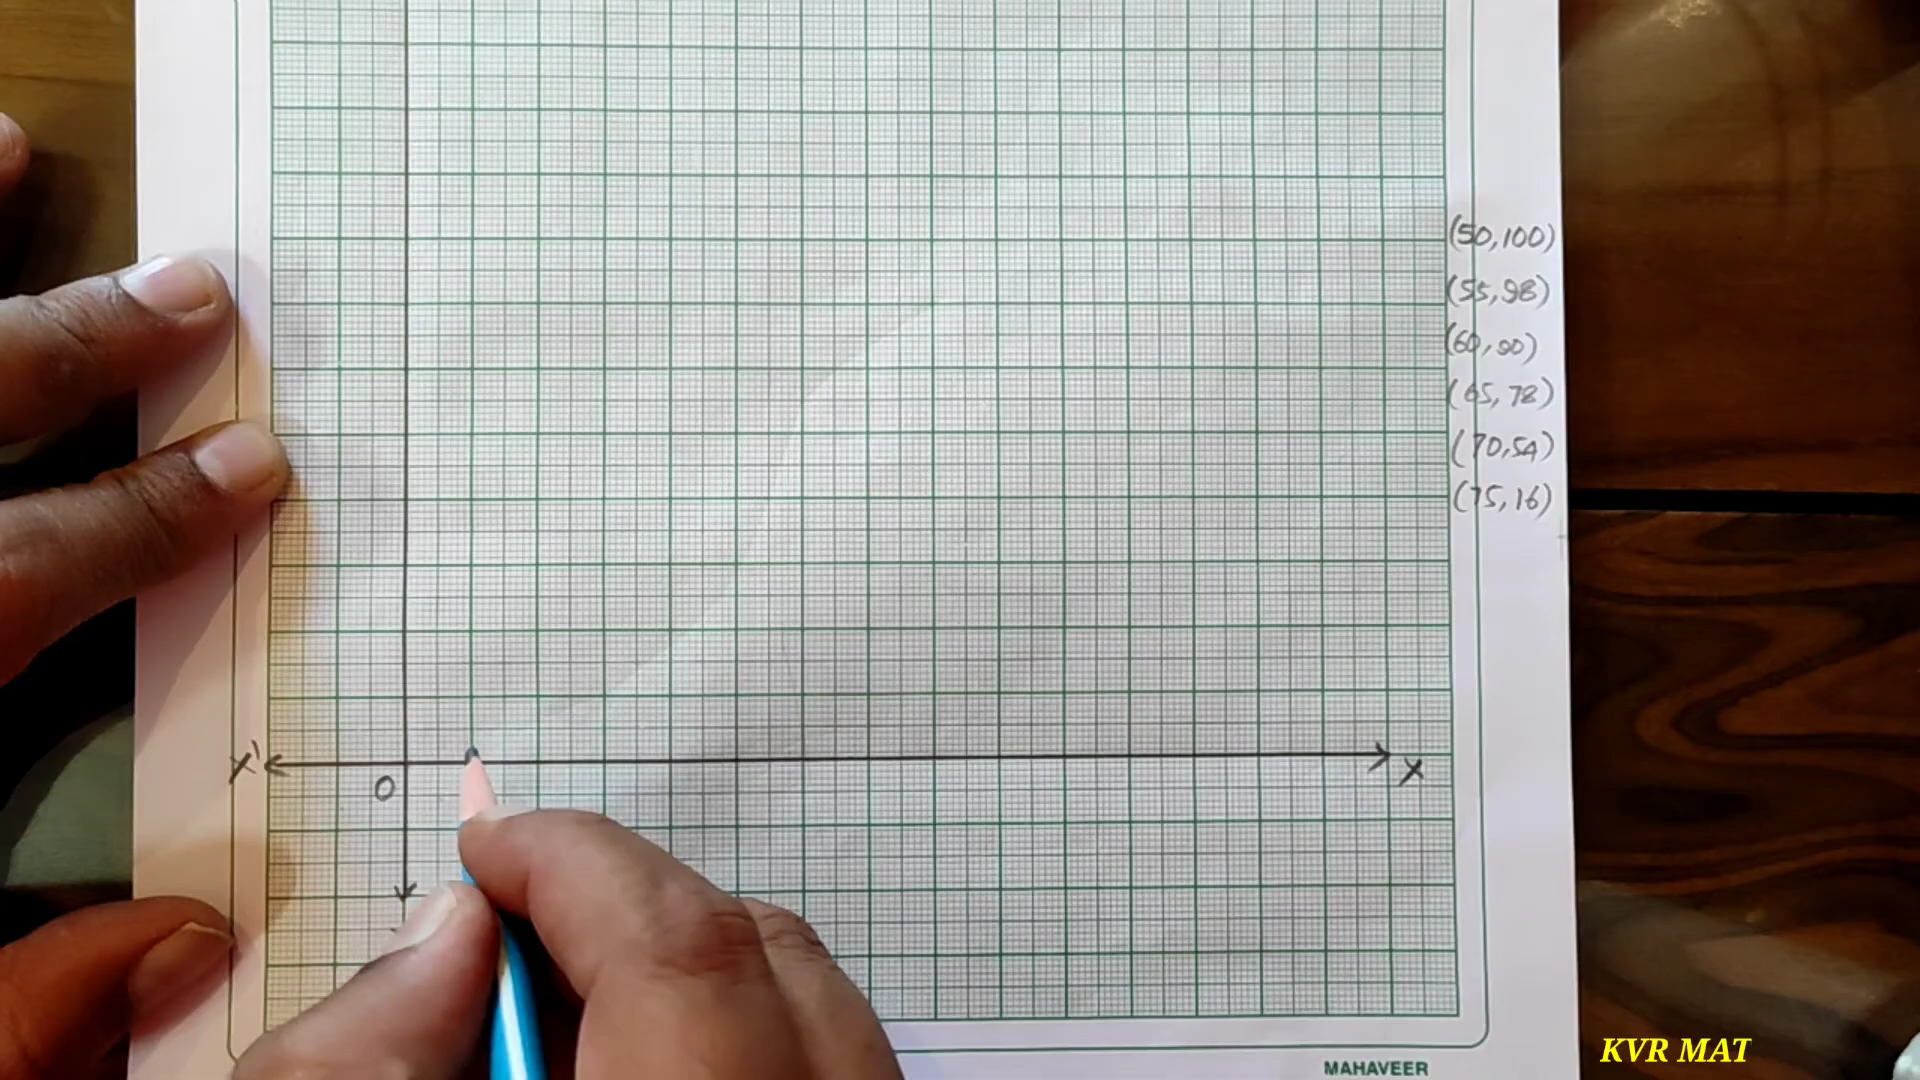 (50,100)
(55,98)
(60,90)
(65,78)
(70,54)
(75,16)
X'
X
O
MAHAVEER
KVR MAT